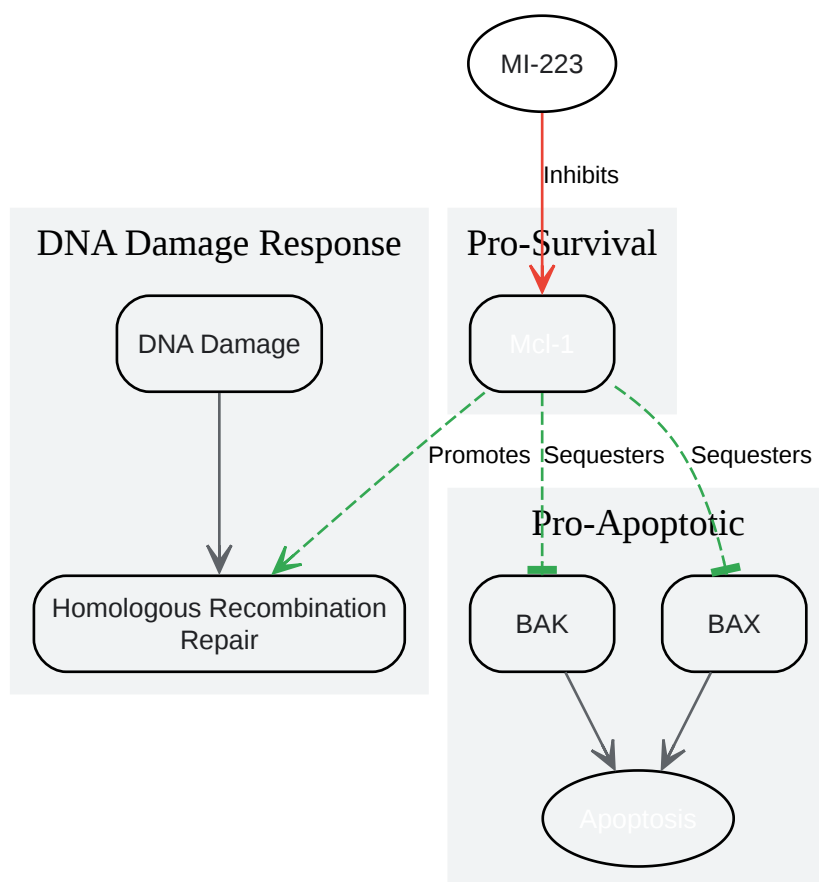 MI-223
Inhibits
DNA Damage Response
Pro-Survival
DNA Damage
Mcl-1
Promotes
Sequesters
Sequesters
Pro-Apoptotic
Homologous Recombination
Repair
BAK
BAX
Apoptosis